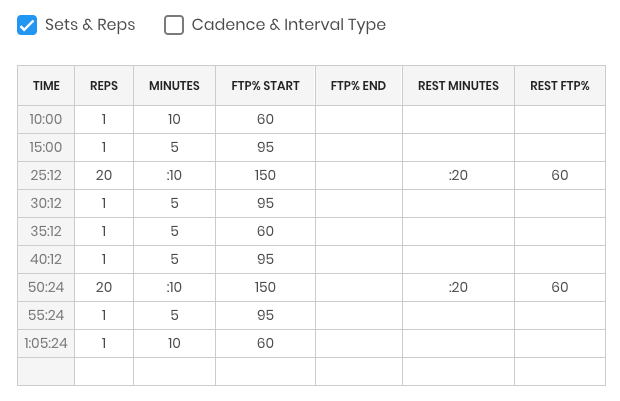 Sets & Reps Cadence & Interval Type
TIME REPS MINUTES FTP% START FTP% END REST MINUTES REST FTP%
10:00 1 10 60
15:00 1 5 95
25:12 20 :10 150 :20 60
30:12 1 5 95
35:12 1 5 60
40:12 1 5 95
50:24 20 :10 150 :20 60
55:24 1 5 95
1:05:24 1 10 60